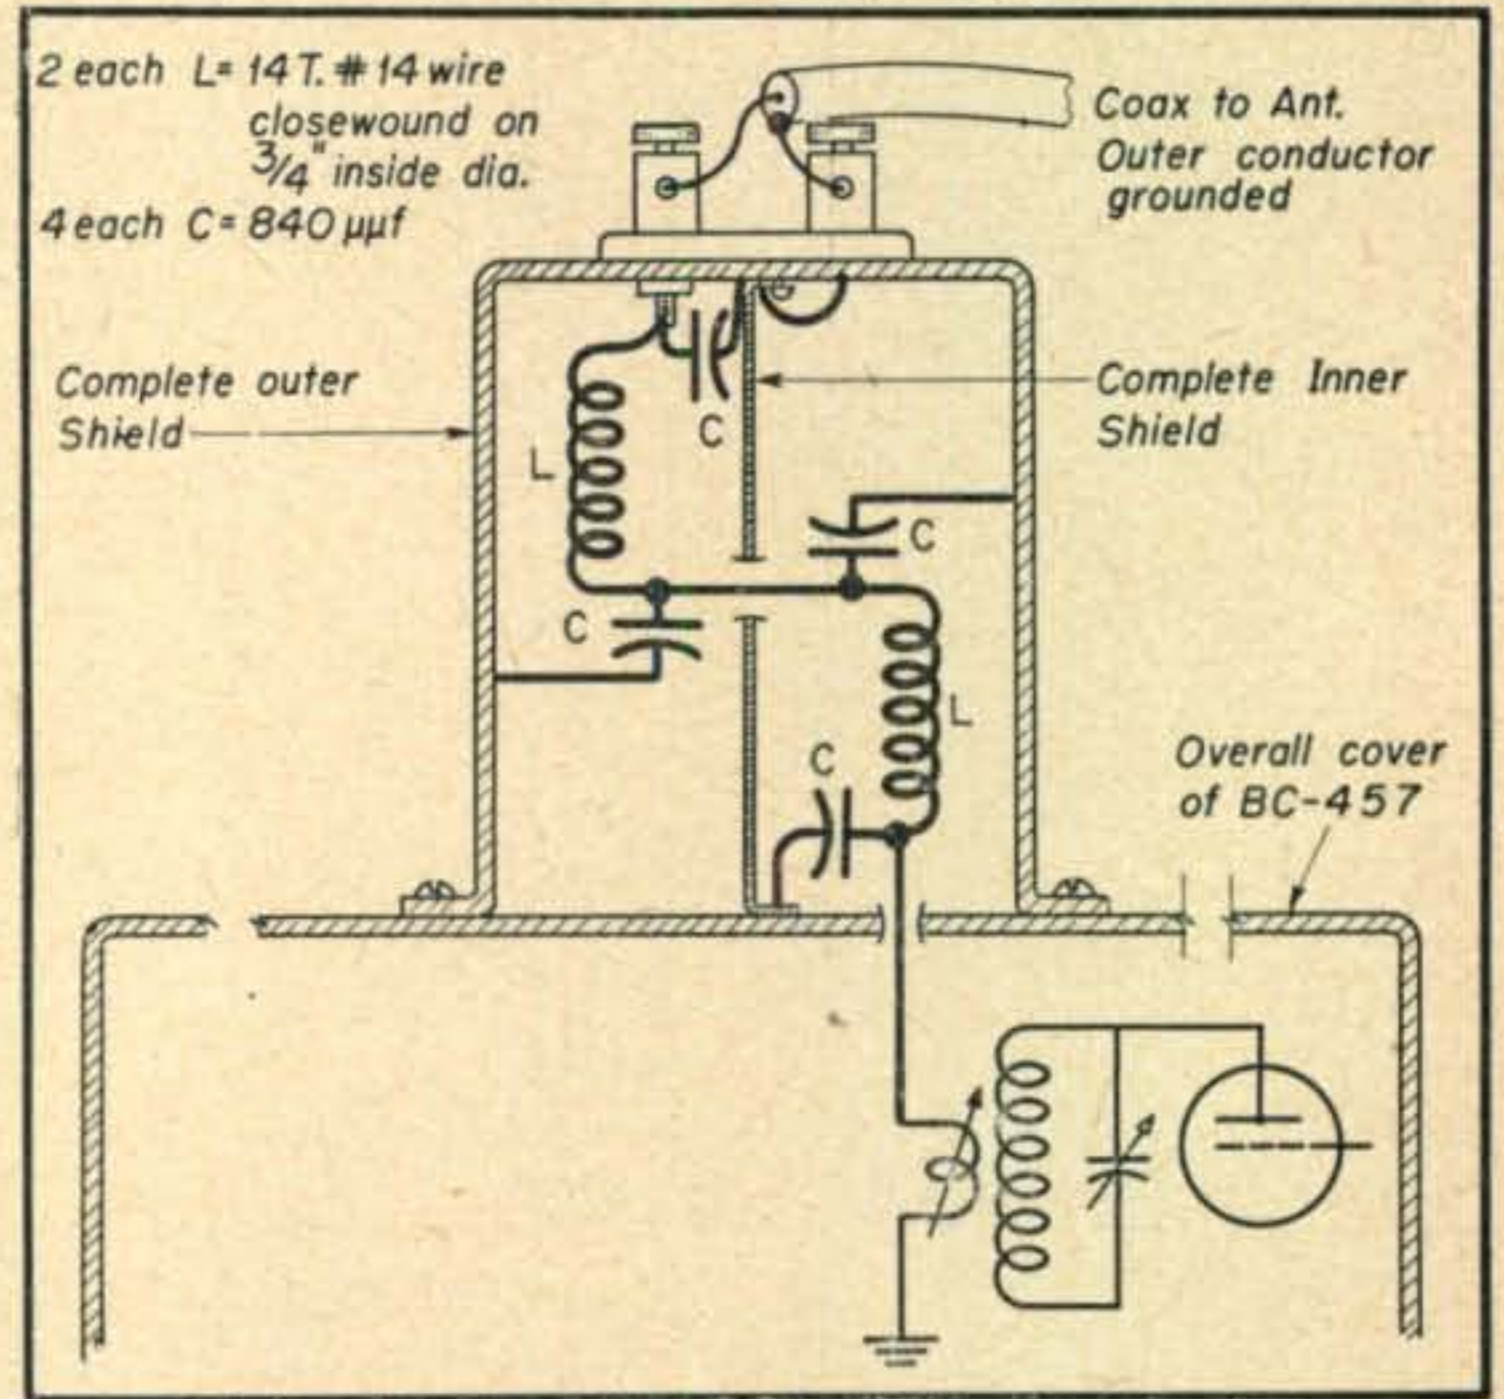 2 each L= 14 T. # 14 wire
closewound on
3/4" inside dia.
4 each C= 840 µµf
Coax to Ant.
Outer conductor
grounded
Complete outer
Shield
Complete Inner
Shield
C
L
C
C
L
C
Overall cover
of BC-457